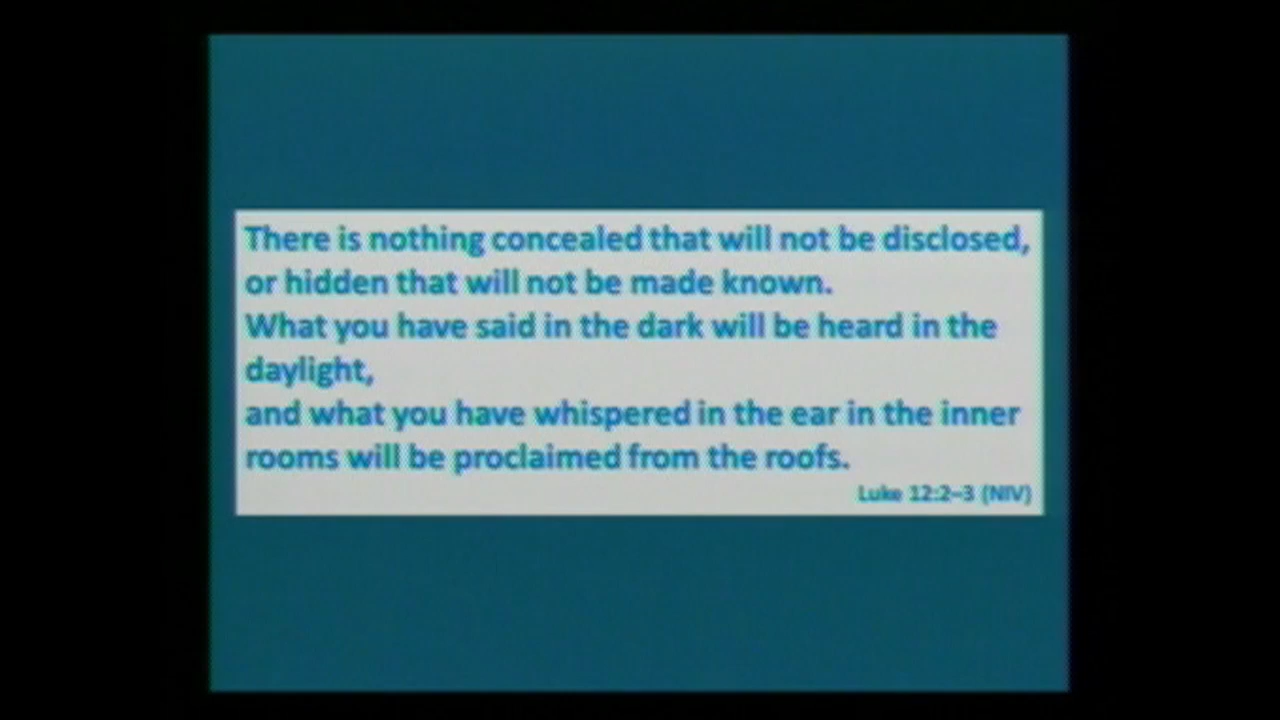 There is nothing concealed that will not be disclosed,
or hidden that will not be made known.
What you have said in the dark will be heard in the
daylight,
and what you have whispered in the ear in the inner
rooms will be proclaimed from the roofs.
Luke 12:2–3 (NIV)